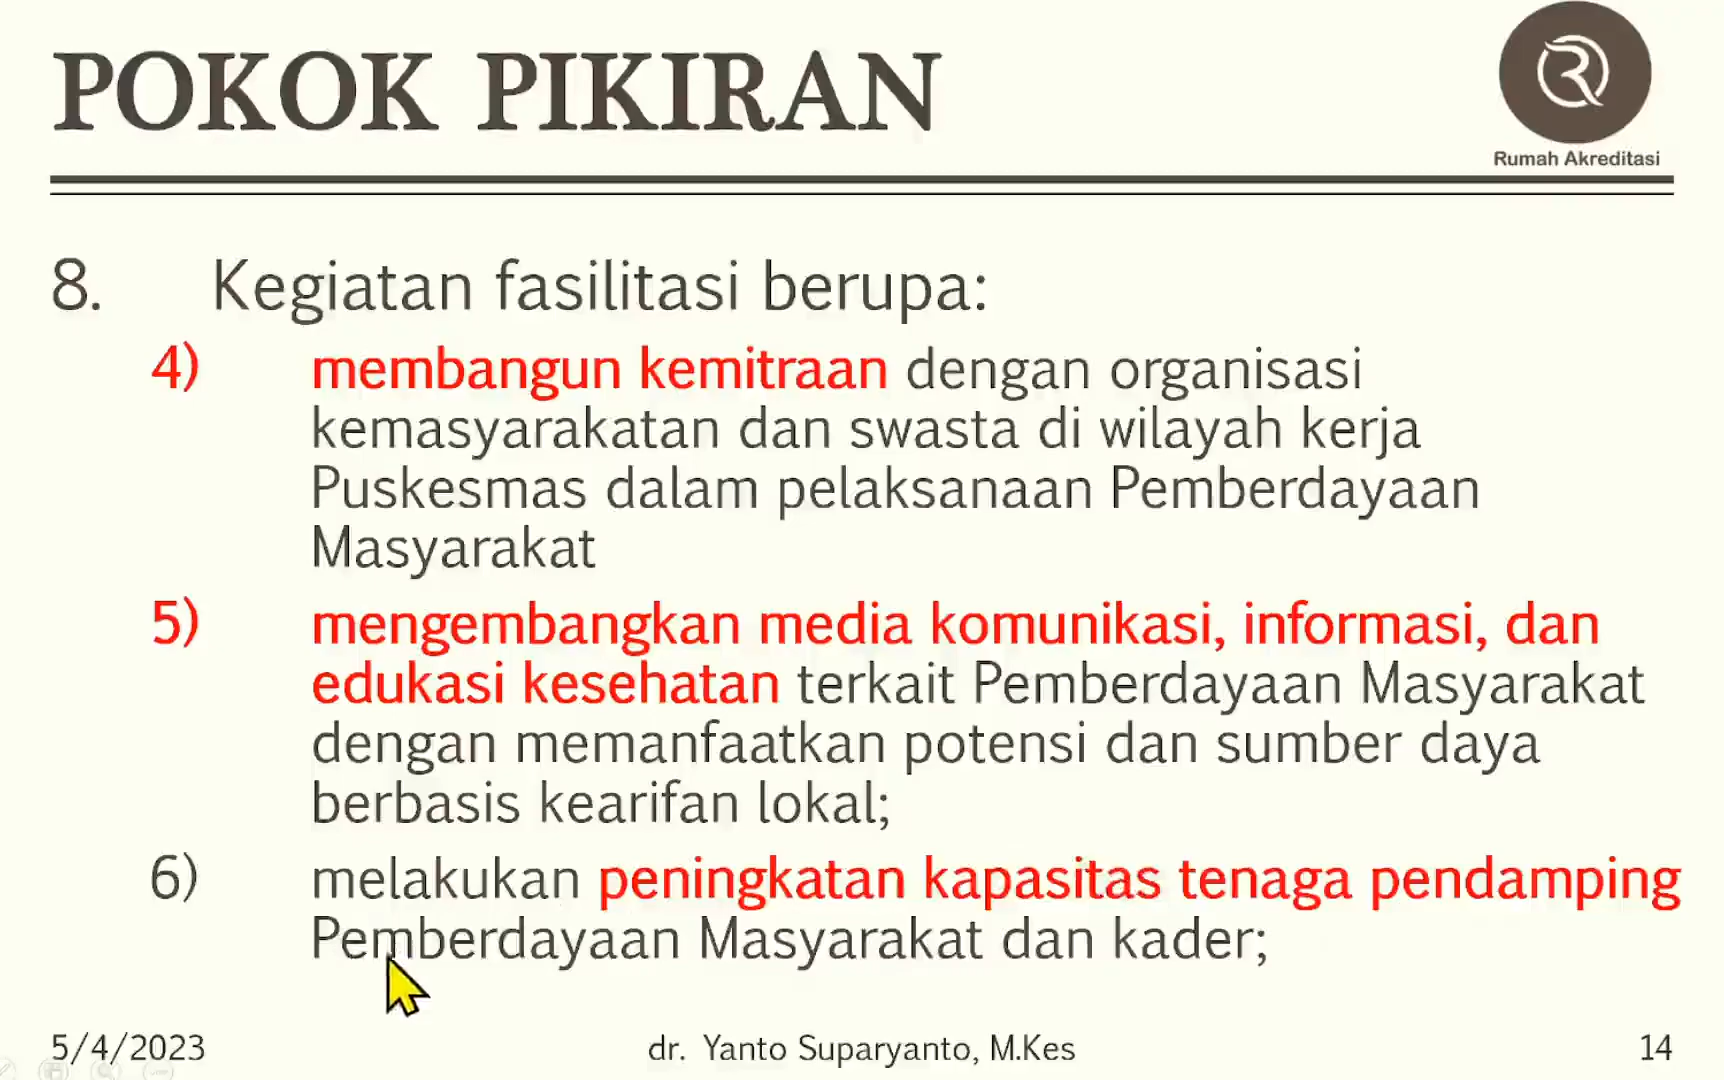 POKOK PIKIRAN
Rumah Akreditasi
8. Kegiatan fasilitasi berupa:
4) membangun kemitraan dengan organisasi
kemasyarakatan dan swasta di wilayah kerja
Puskesmas dalam pelaksanaan Pemberdayaan
Masyarakat
5) mengembangkan media komunikasi, informasi, dan
edukasi kesehatan terkait Pemberdayaan Masyarakat
dengan memanfaatkan potensi dan sumber daya
berbasis kearifan lokal;
6) melakukan peningkatan kapasitas tenaga pendamping
Pemberdayaan Masyarakat dan kader;
5/4/2023 dr. Yanto Suparyanto, M.Kes 14